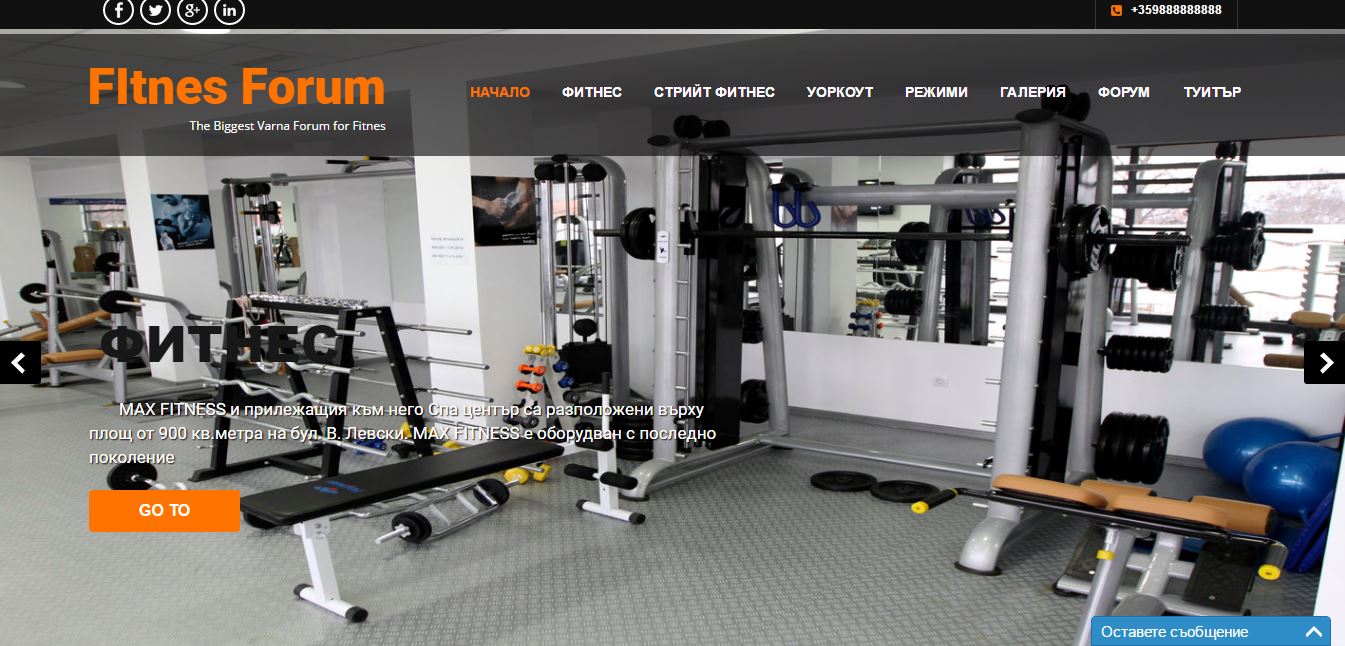 +359888888888
FItnes Forum
The Biggest Varna Forum for Fitnes
НАЧАЛО ФИТНЕС СТРИЙТ ФИТНЕС УОРКОУТ РЕЖИМИ ГАЛЕРИЯ ФОРУМ ТУИТЪР
ФИТНЕС
MAX FITNESS и прилежащия към него Спа център са разположени върху
площ от 900 кв.метра на бул. В. Левски. MAX FITNESS е оборудван с последно
поколение
GO TO
Оставете съобщение